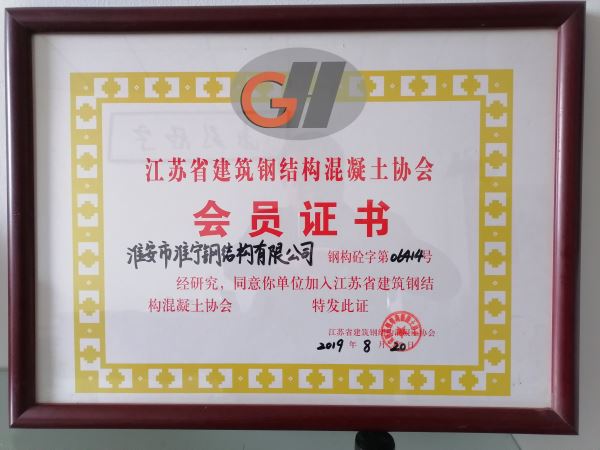 GH
江苏省建筑钢结构混凝土协会
会员证书
淮安市淮宁钢结构有限公司 钢构砼字第06414号
经研究，同意你单位加入江苏省建筑钢结
构混凝土协会 特发此证
江苏省建筑钢结构混凝土协会
2019年8月20日